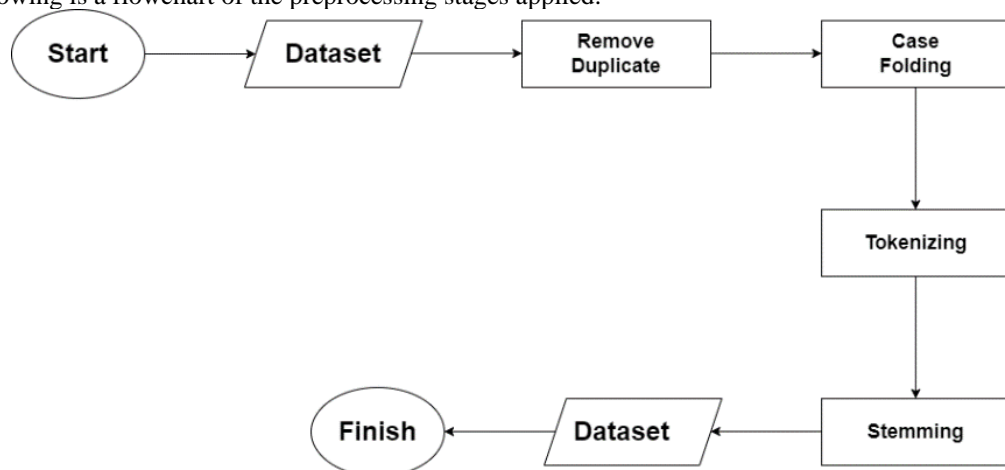 owing is a flowchart of the preprocessing stages applied.
Start
Dataset
Remove
Duplicate
Case
Folding
Tokenizing
Stemming
Dataset
Finish